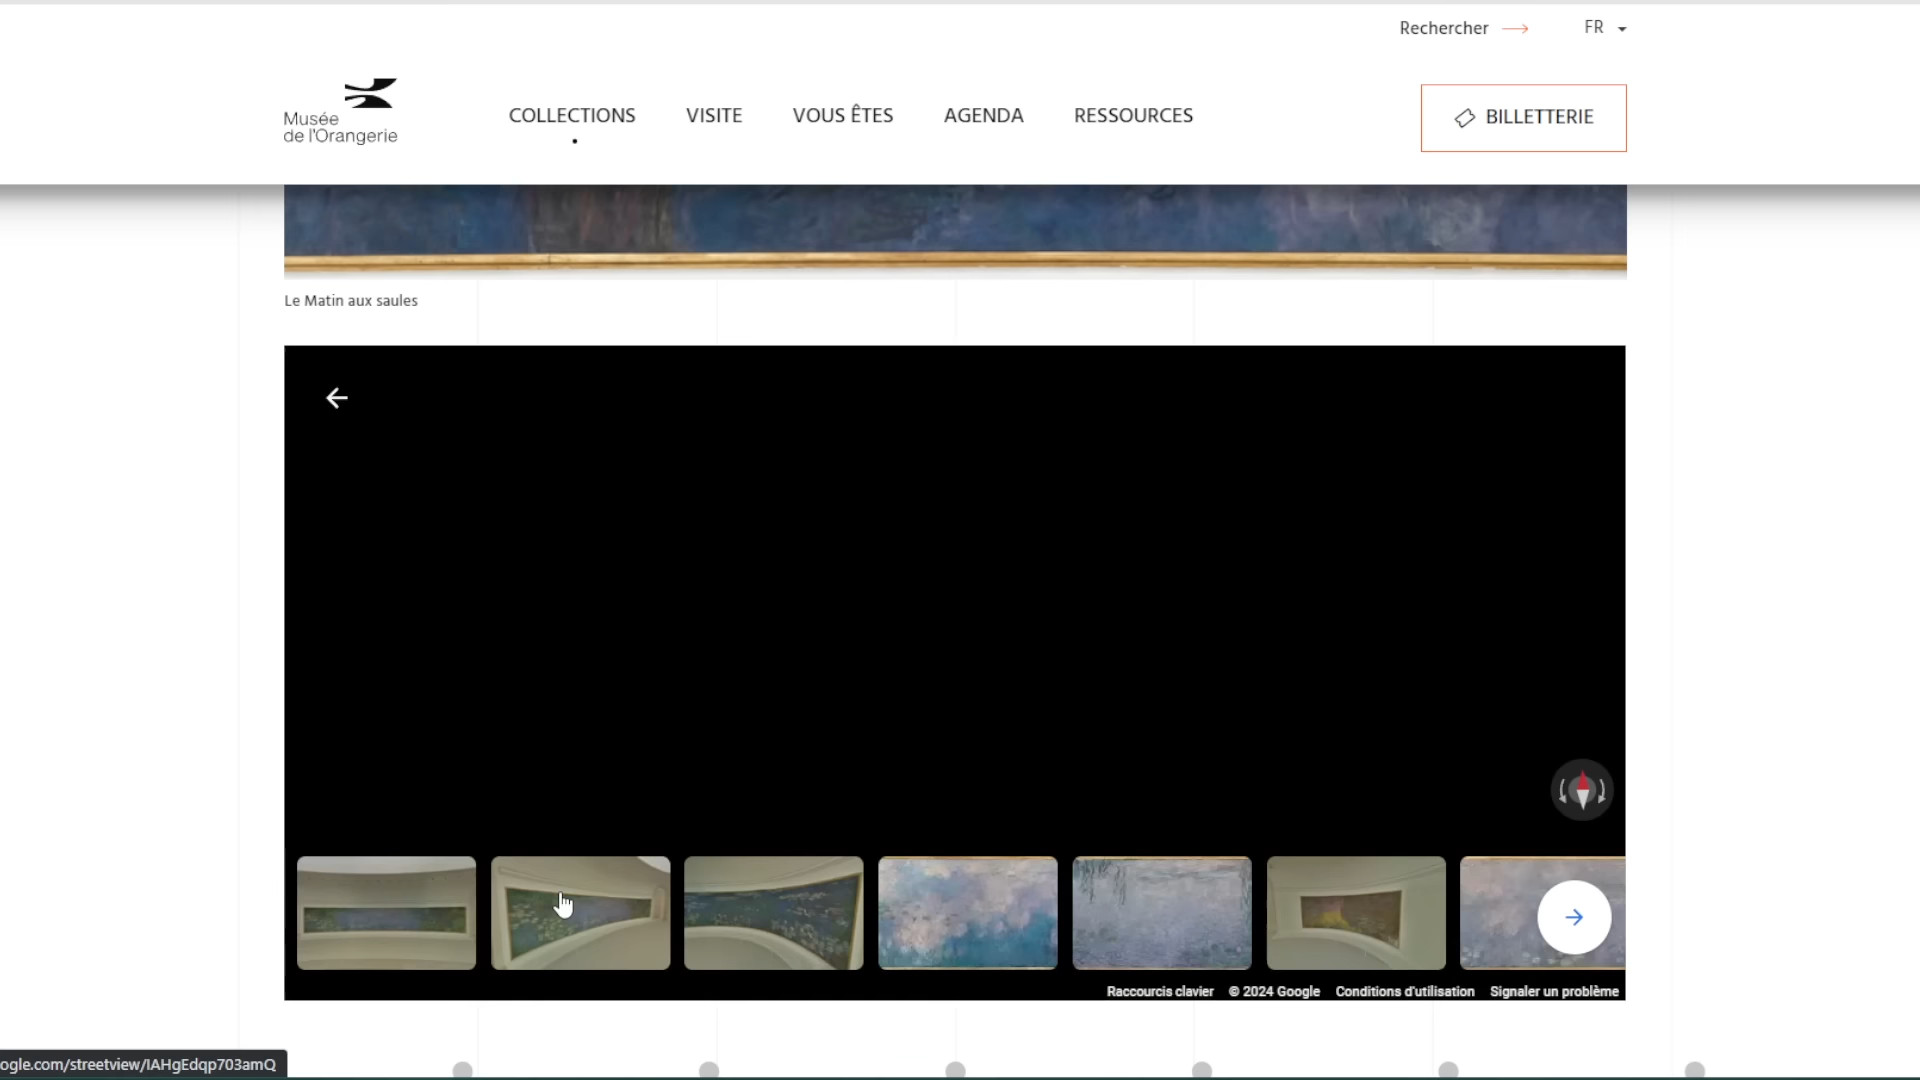 Rechercher
FR
Musée
de l'Orangerie
COLLECTIONS
VISITE
VOUS ÊTES
AGENDA
RESSOURCES
BILLETTERIE
Le Matin aux saules
Raccourcis clavier
© 2024 Google
Conditions d'utilisation
Signaler un problème
ogle.com/streetview/IAHgEdqp703amQ